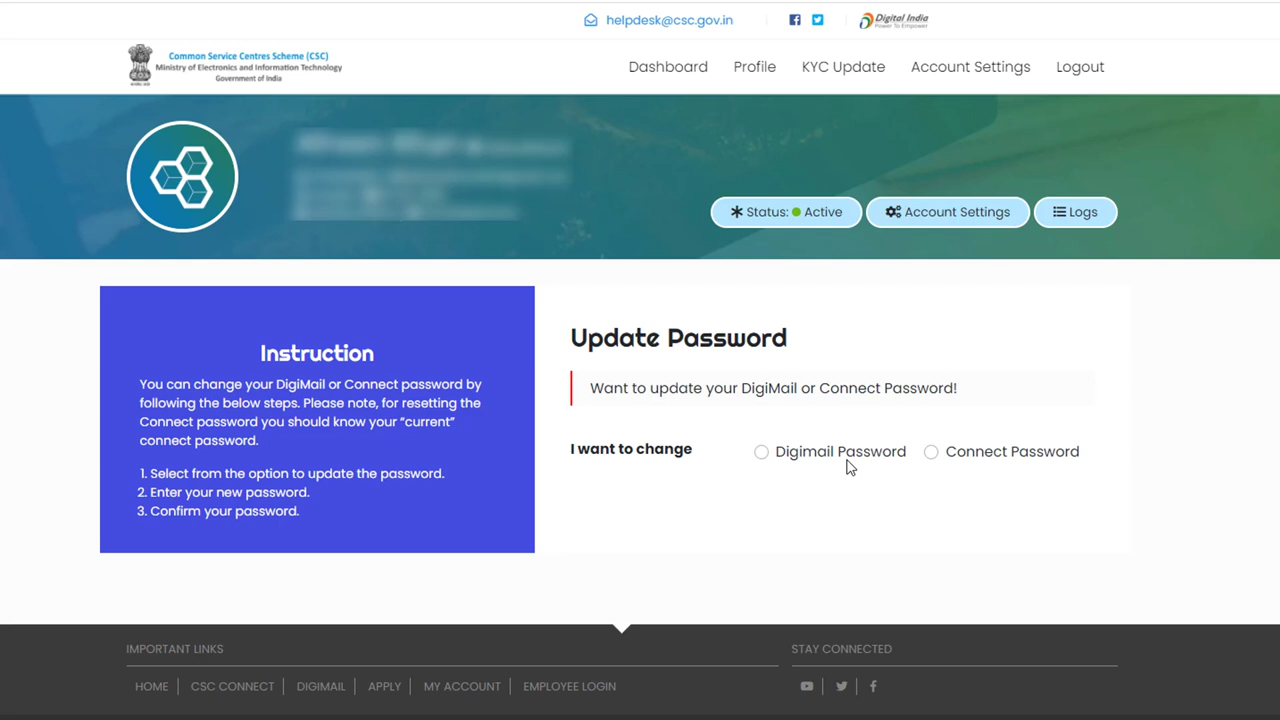 helpdesk@csc.gov.in
Digital India
Power To Empower
Common Service Centres Scheme (CSC)
Ministry of Electronics and Information Technology
Government of India
Dashboard Profile KYC Update Account Settings Logout
Status: Active Account Settings Logs
Instruction
You can change your DigiMail or Connect password by
following the below steps. Please note, for resetting the
Connect password you should know your “current”
connect password.
1. Select from the option to update the password.
2. Enter your new password.
3. Confirm your password.
Update Password
Want to update your DigiMail or Connect Password!
I want to change Digimail Password Connect Password
IMPORTANT LINKS
HOME CSC CONNECT DIGIMAIL APPLY MY ACCOUNT EMPLOYEE LOGIN
STAY CONNECTED